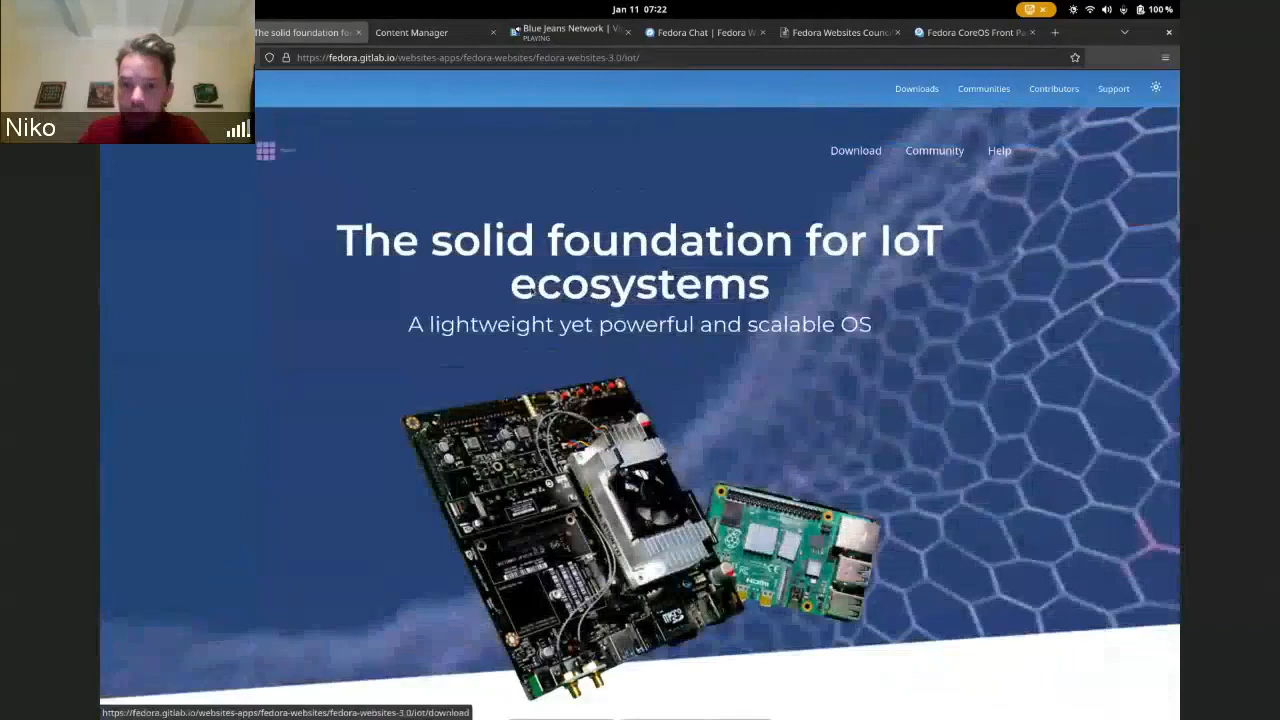 Jan 11 07:22
100 %
Niko
The solid foundation fo
Content Manager
Blue Jeans Network | V
PLAYING
Fedora Chat | Fedora W
Fedora Websites Counc
Fedora CoreOS Front Pa
https://fedora.gitlab.io/websites-apps/fedora-websites/fedora-websites-3.0/iot/
Downloads Communities Contributors Support
Download Community Help
The solid foundation for IoT
ecosystems
A lightweight yet powerful and scalable OS
HDMI
https://fedora.gitlab.io/websites-apps/fedora-websites/fedora-websites-3.0/iot/download